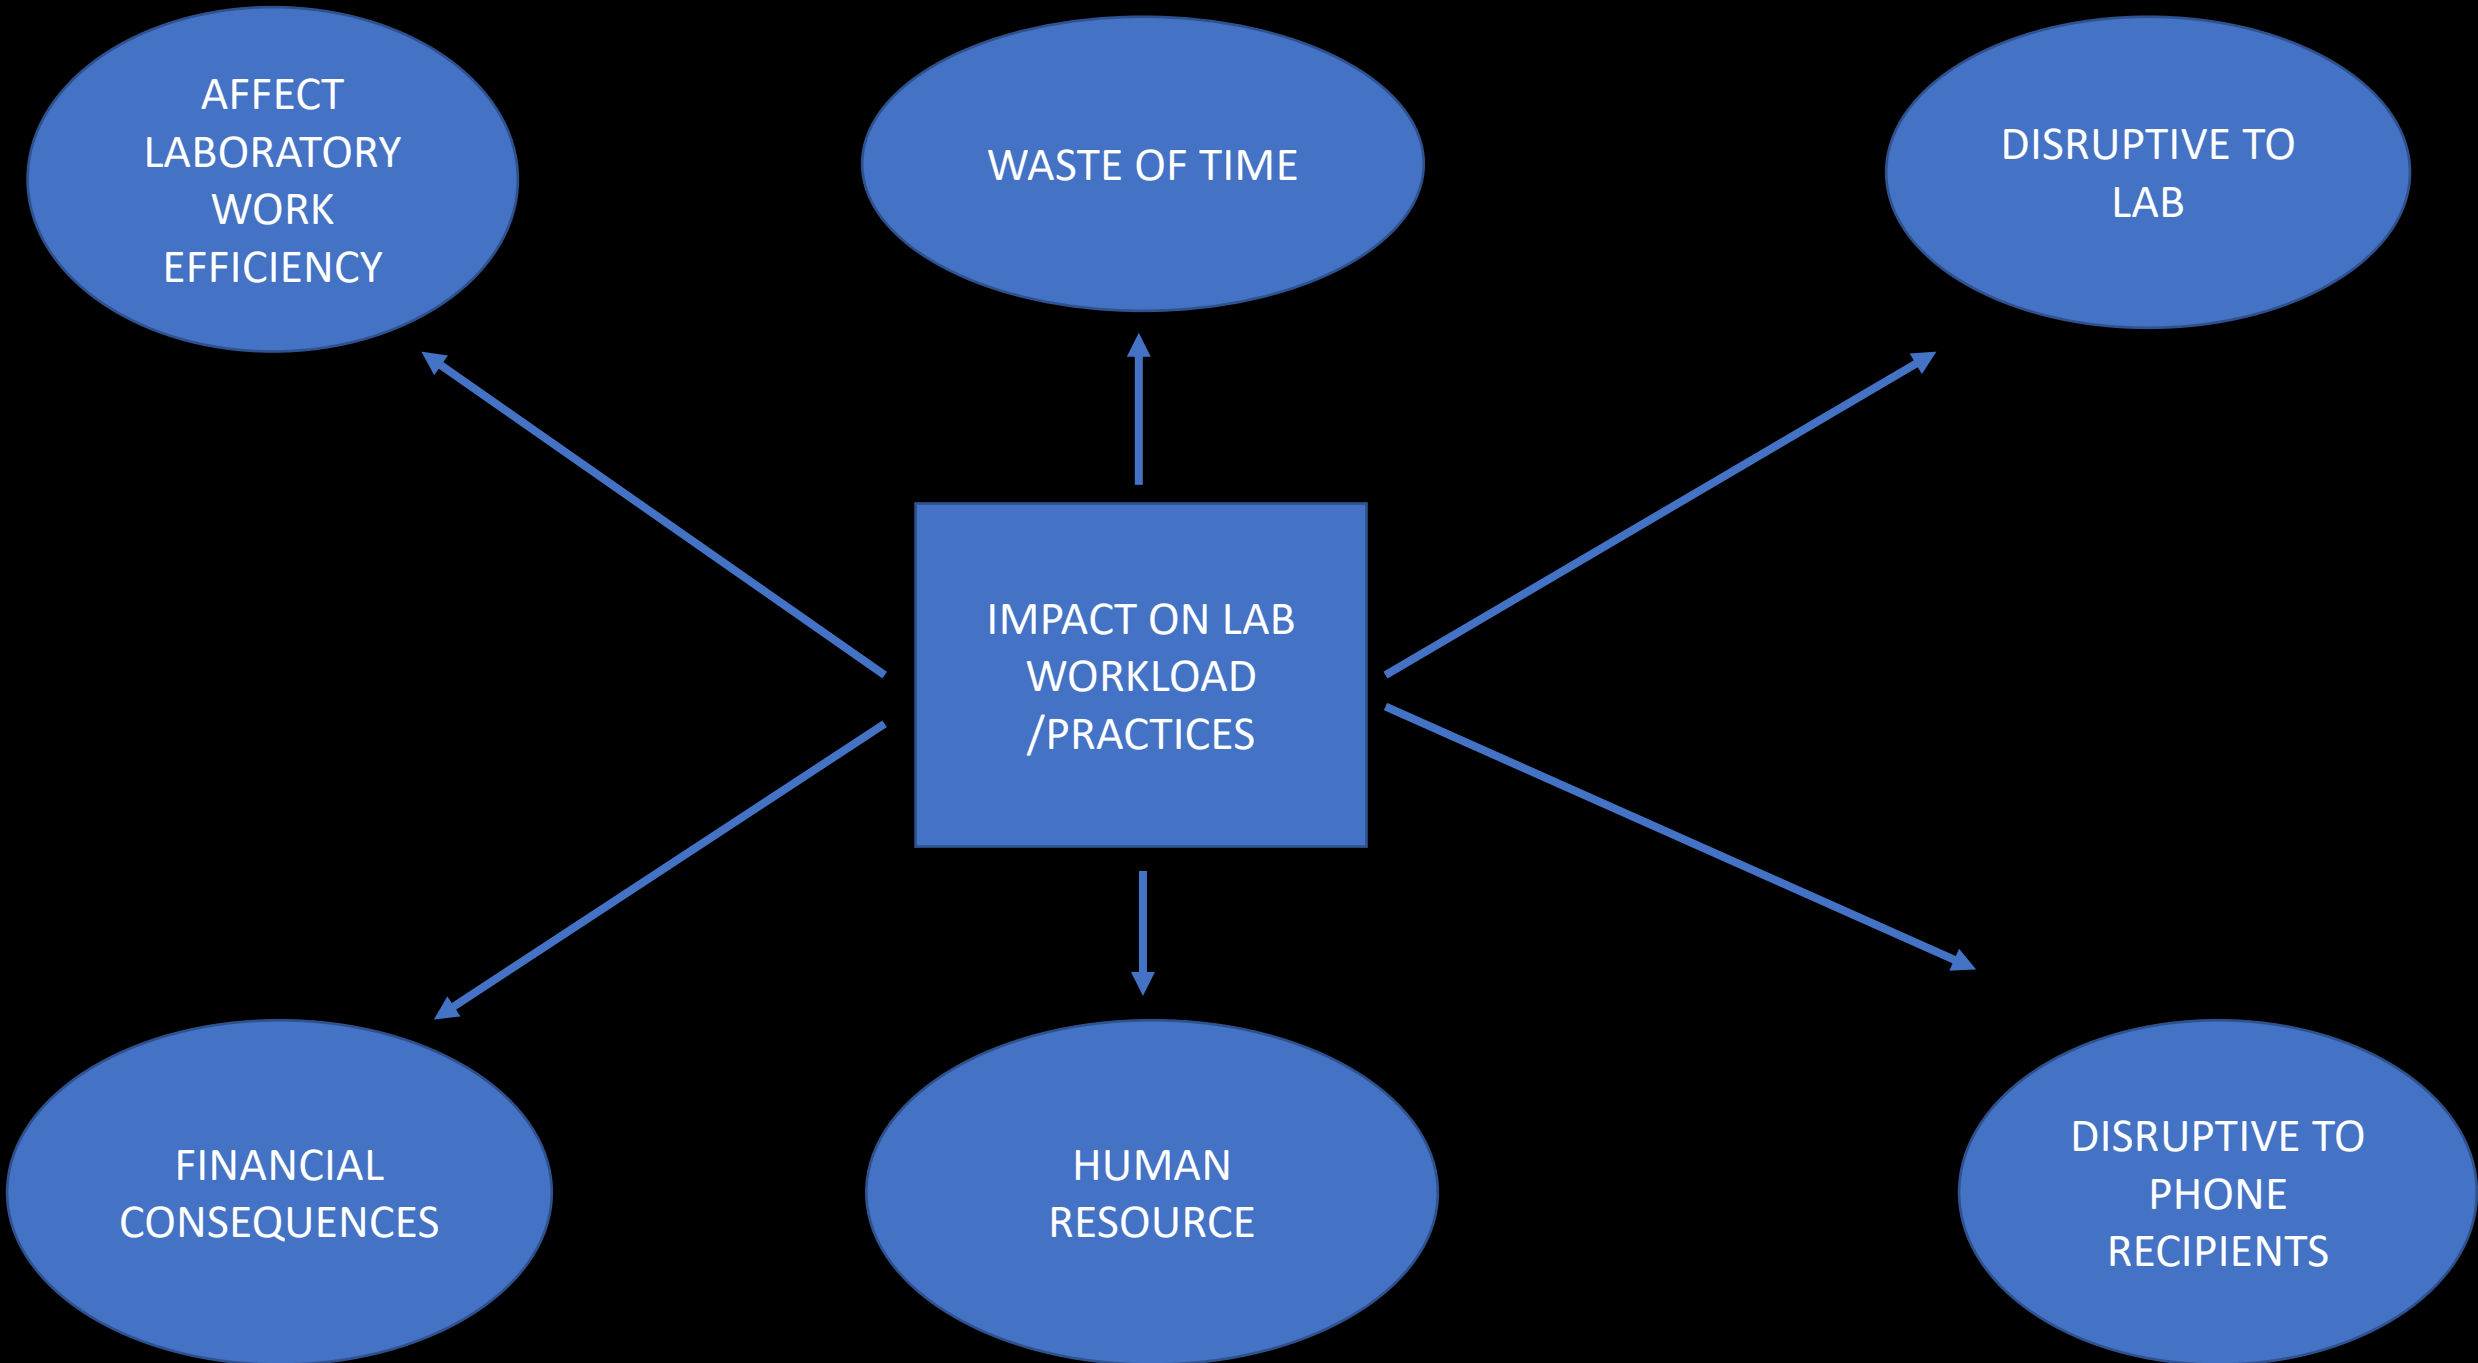 AFFECT
LABORATORY
WORK
EFFICIENCY
WASTE OF TIME
DISRUPTIVE TO
LAB
IMPACT ON LAB
WORKLOAD
/PRACTICES
FINANCIAL
CONSEQUENCES
HUMAN
RESOURCE
DISRUPTIVE TO
PHONE
RECIPIENTS